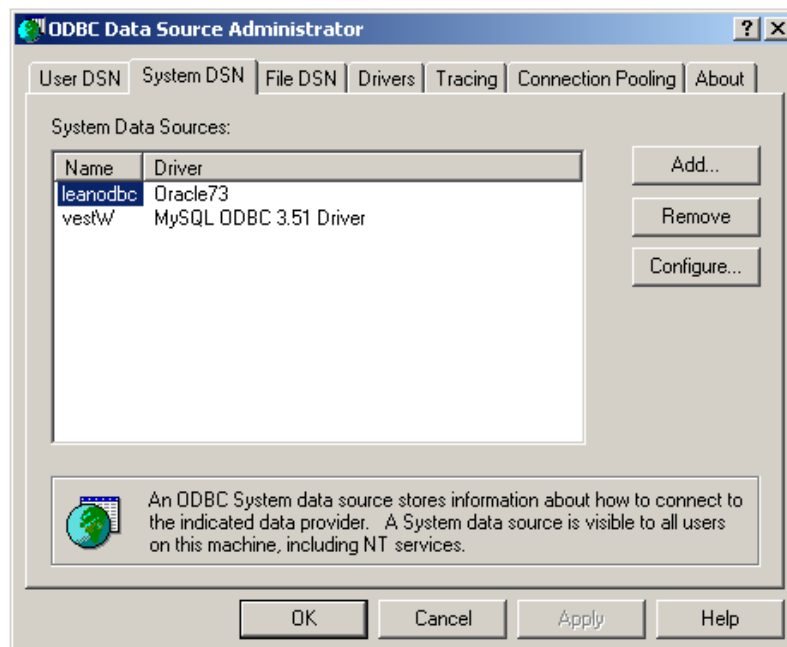 ODBC Data Source Administrator
User DSN System DSN File DSN Drivers Tracing Connection Pooling About
System Data Sources:
Name Driver
leanodbc Oracle73
vestW MySQL ODBC 3.51 Driver
Add...
Remove
Configure...
An ODBC System data source stores information about how to connect to
the indicated data provider. A System data source is visible to all users
on this machine, including NT services.
OK Cancel Apply Help